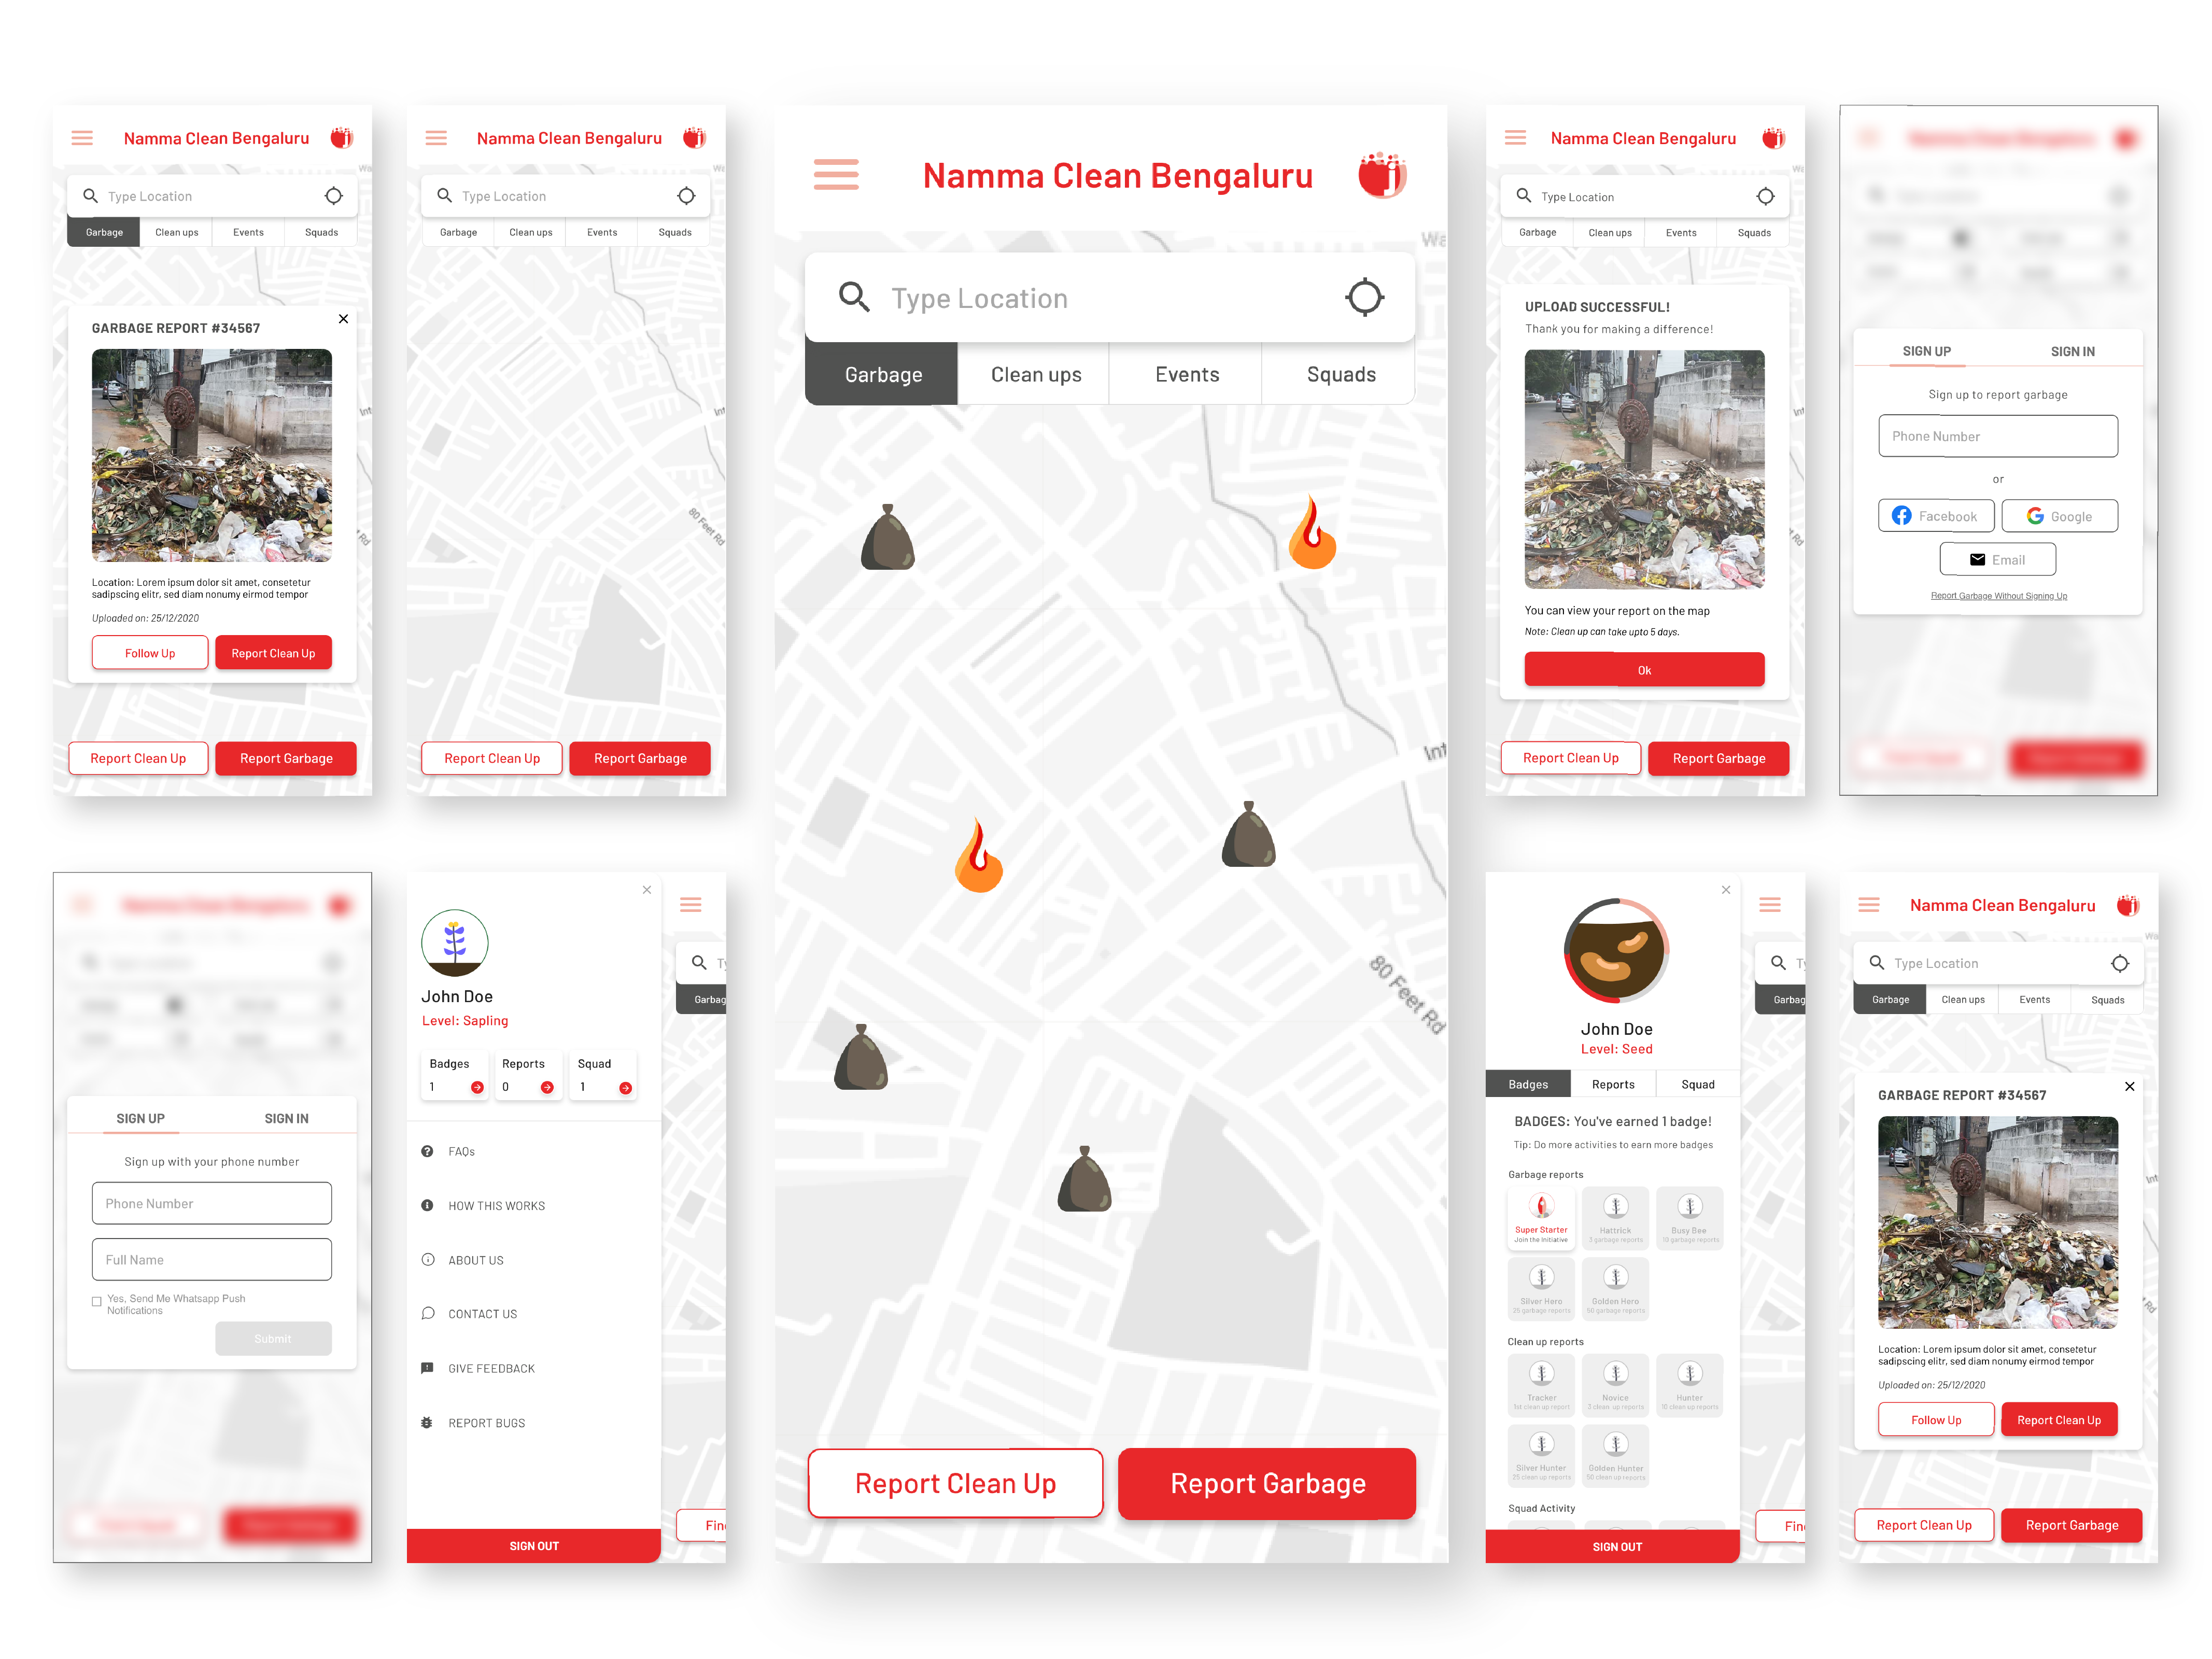 Namma Clean Bengaluru
Type Location
Garbage
Clean ups
Events
Squads
GARBAGE REPORT #34567
Location: Lorem ipsum dolor sit amet, consetetur
sadipscing elitr, sed diam nonumy eirmod tempor
Uploaded on: 25/12/2020
Follow Up
Report Clean Up
Report Clean Up
Report Garbage
Namma Clean Bengaluru
Type Location
Garbage
Clean ups
Events
Squads
80 Feet Rd
Report Clean Up
Report Garbage
Namma Clean Bengaluru
Type Location
Garbage
Clean ups
Events
Squads
Int
80 Feet Rd
Report Clean Up
Report Garbage
Namma Clean Bengaluru
Type Location
Garbage
Clean ups
Events
Squads
UPLOAD SUCCESSFUL!
Thank you for making a difference!
You can view your report on the map
Note: Clean up can take upto 5 days.
Ok
Report Clean Up
Report Garbage
SIGN UP
SIGN IN
Sign up to report garbage
Phone Number
or
Facebook
Google
Email
Report Garbage Without Signing Up
SIGN UP
SIGN IN
Sign up with your phone number
Phone Number
Full Name
Yes, Send Me Whatsapp Push
Notifications
Submit
John Doe
Level: Sapling
Badges
1
Reports
0
Squad
1
FAQs
HOW THIS WORKS
ABOUT US
CONTACT US
GIVE FEEDBACK
REPORT BUGS
SIGN OUT
Ty
Garbag
Fin
John Doe
Level: Seed
Badges
Reports
Squad
BADGES: You've earned 1 badge!
Tip: Do more activities to earn more badges
Garbage reports
Super Starter
Join the Initiative
Hattrick
3 garbage reports
Busy Bee
10 garbage reports
Silver Hero
25 garbage reports
Golden Hero
50 garbage reports
Clean up reports
Tracker
1st clean up report
Novice
3 clean up reports
Hunter
10 clean up reports
Silver Hunter
25 clean up reports
Golden Hunter
50 clean up reports
Squad Activity
SIGN OUT
Ty
Garbag
Fin
Namma Clean Bengaluru
Type Location
Garbage
Clean ups
Events
Squads
GARBAGE REPORT #34567
Location: Lorem ipsum dolor sit amet, consetetur
sadipscing elitr, sed diam nonumy eirmod tempor
Uploaded on: 25/12/2020
Follow Up
Report Clean Up
Report Clean Up
Report Garbage